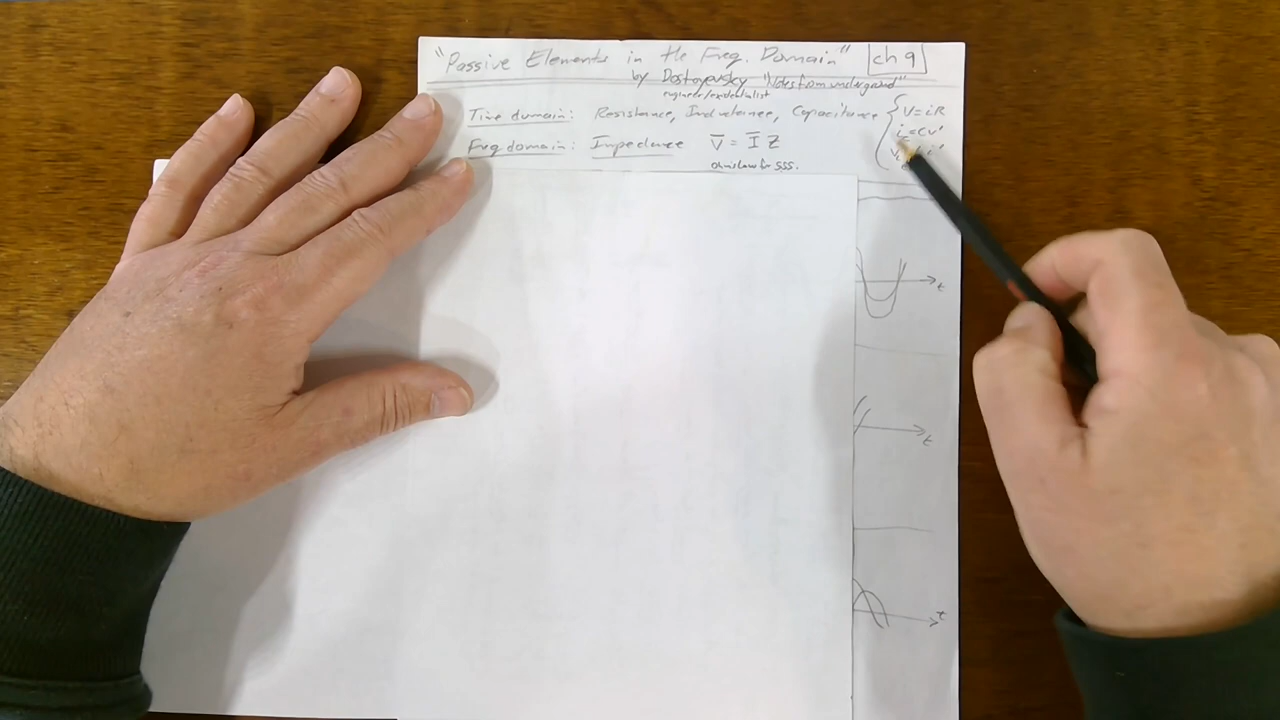 "Passive Elements in the Freq. Domain" ch 9
by Dostoyevsky "Notes from underground"
engineer/existentialist
Time domain: Resistance, Inductance, Capacitance { V=iR
i_c=Cv'
Freq domain: Impedance V̅ = I̅ Z
Ohm's law for SSS.
t
t
t